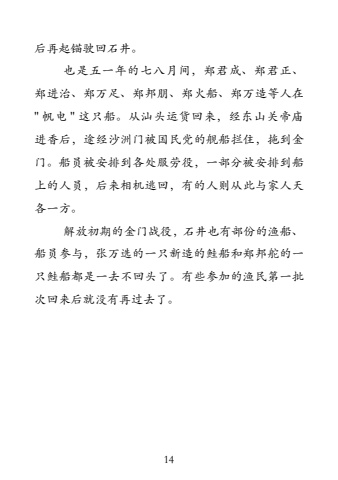 后再起锚驶回石井。
也是五一年的七八月间，郑君成、郑君正、
郑进治、郑万足、郑邦朋、郑火船、郑万造等人在
"帆电"这只船。从汕头运货回来，经东山关帝庙
进香后，途经沙洲门被国民党的舰船拦住，拖到金
门。船员被安排到各处服劳役，一部分被安排到船
上的人员，后来相机逃回，有的人则从此与家人天
各一方。
解放初期的金门战役，石井也有部份的渔船、
船员参与，张万选的一只新造的鲑船和郑邦舵的一
只鲑船都是一去不回头了。有些参加的渔民第一批
次回来后就没有再过去了。
14